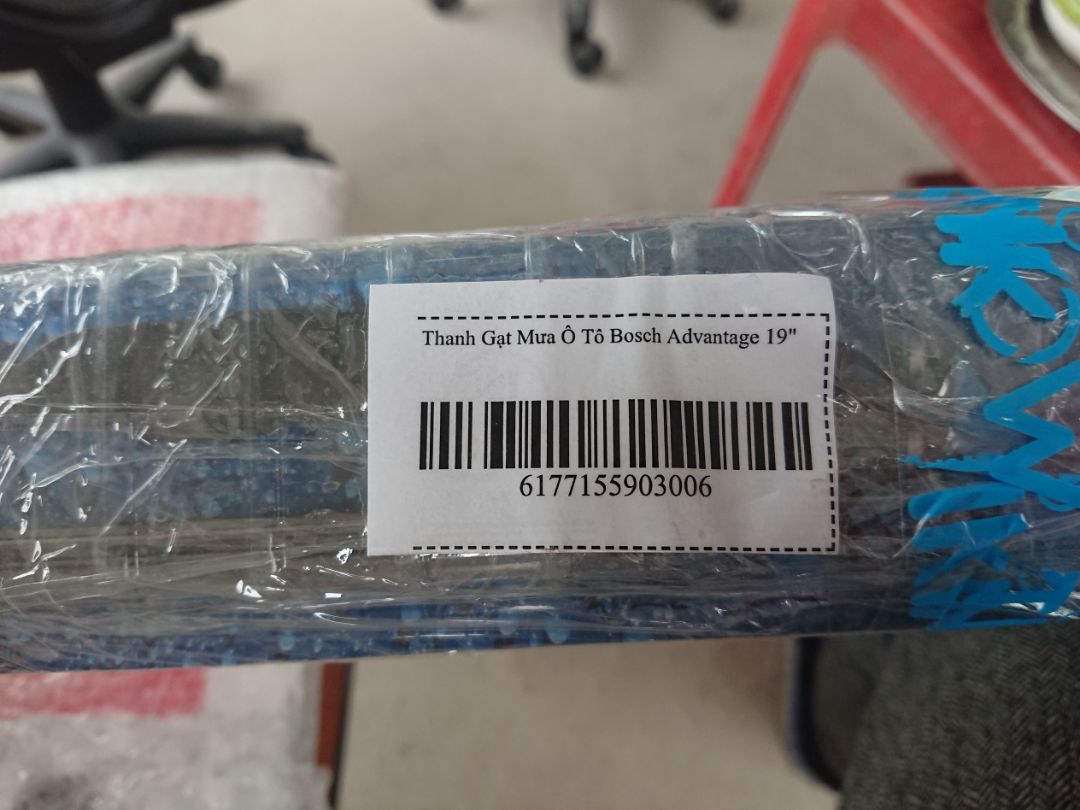 Thanh Gạt Mưa Ô Tô Bosch Advantage 19"
6177155903006